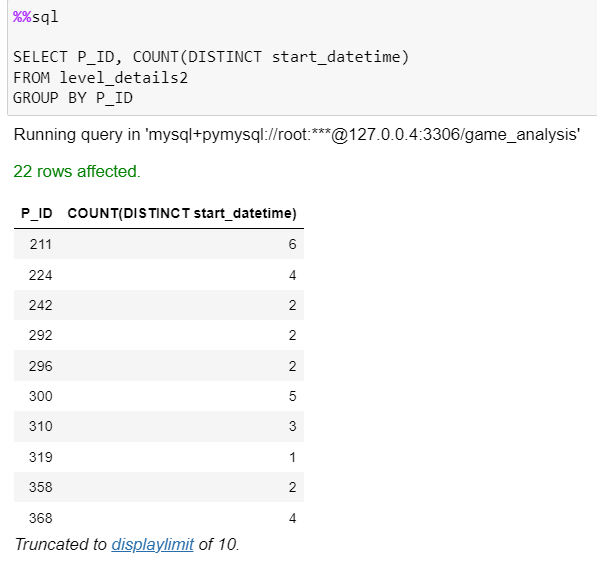 %%sql
SELECT P_ID, COUNT(DISTINCT start_datetime)
FROM level_details2
GROUP BY P_ID
Running query in 'mysql+pymysql://root:***@127.0.0.4:3306/game_analysis'
22 rows affected.
P_ID COUNT(DISTINCT start_datetime)
211 6
224 4
242 2
292 2
296 2
300 5
310 3
319 1
358 2
368 4
Truncated to displaylimit of 10.